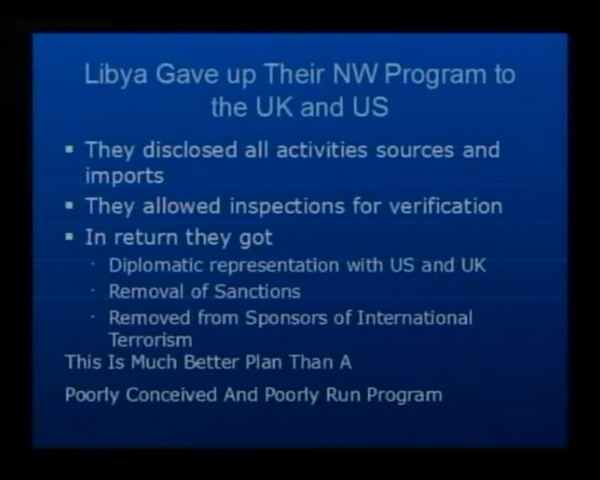 Libya Gave up Their NW Program to
the UK and US
▪ They disclosed all activities sources and
imports
▪ They allowed inspections for verification
▪ In return they got
· Diplomatic representation with US and UK
· Removal of Sanctions
· Removed from Sponsors of International
Terrorism
This Is Much Better Plan Than A
Poorly Conceived And Poorly Run Program